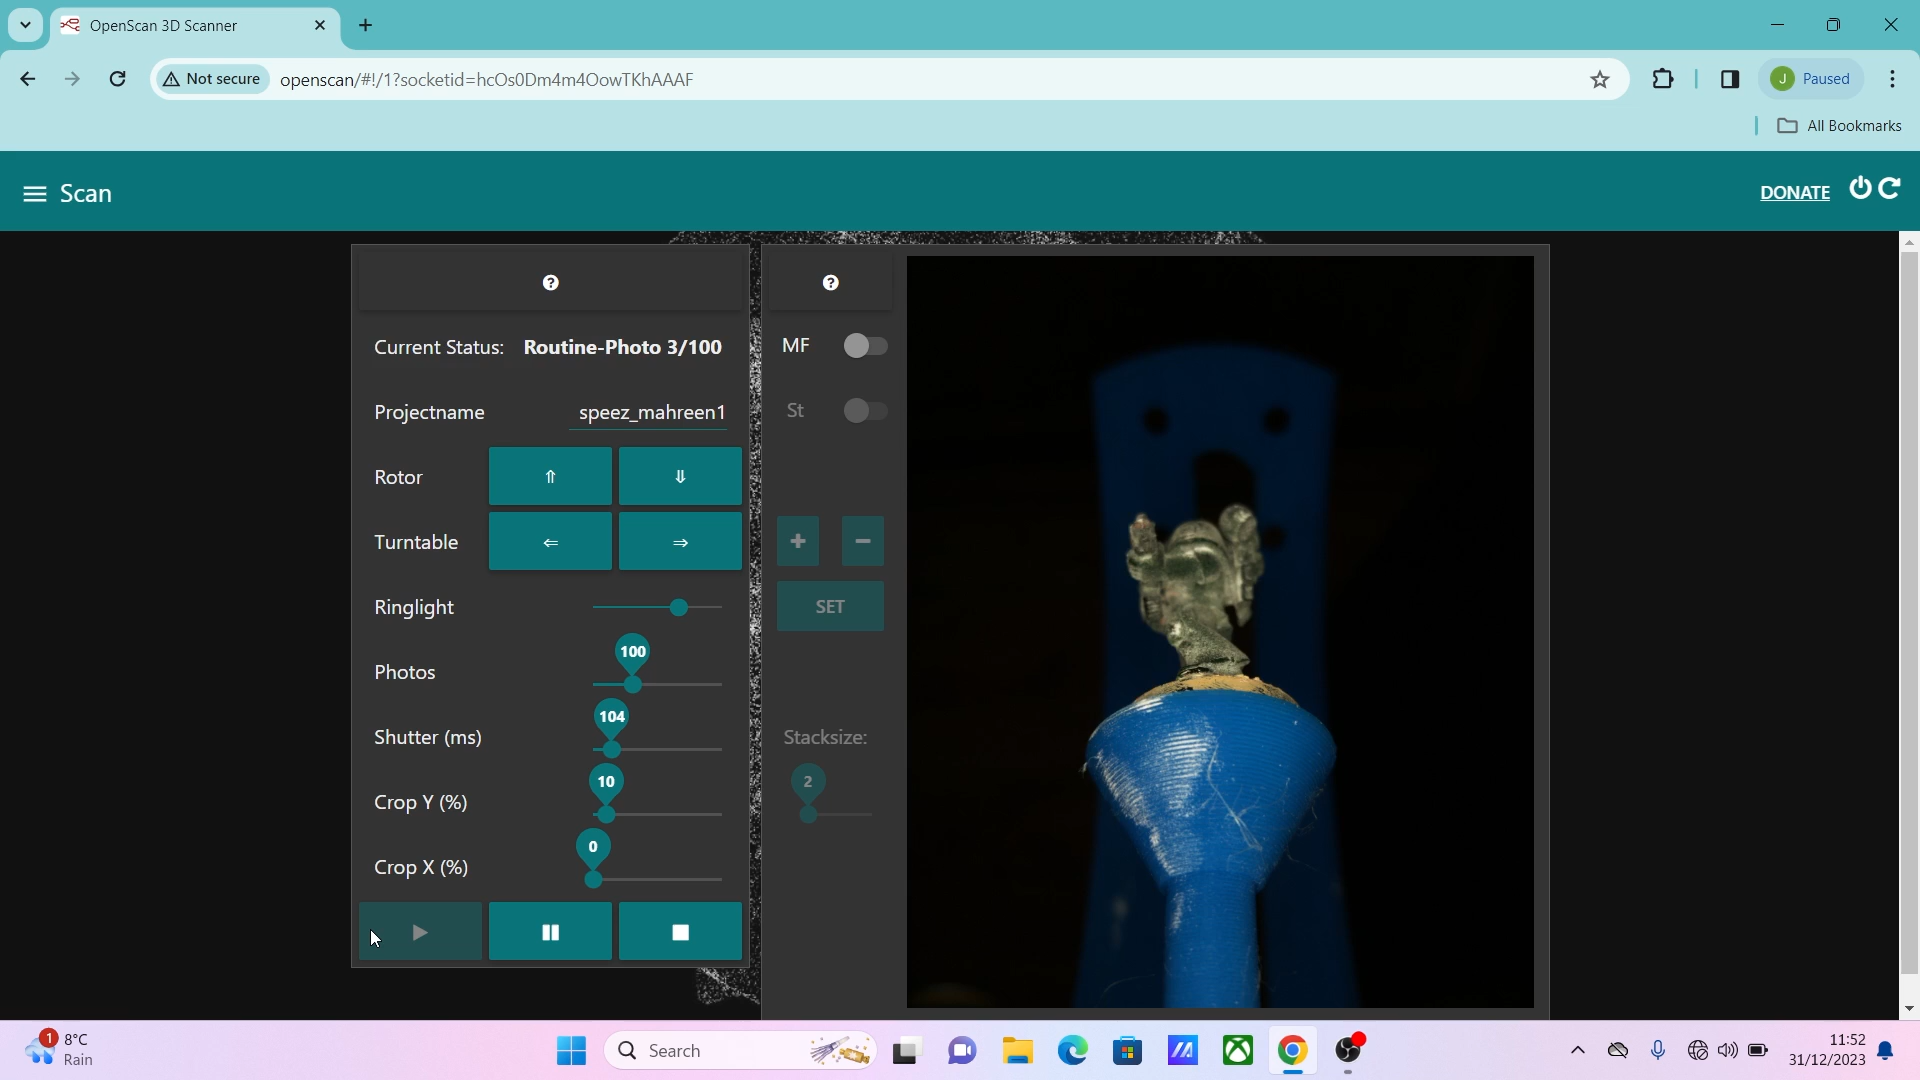 OpenScan 3D Scanner
Not secure openscan/#!/1?socketid=hcOs0Dm4m4OowTKhAAAF
J Paused
All Bookmarks
Scan
DONATE
Current Status: Routine-Photo 3/100
Projectname speez_mahreen1
Rotor ⇑ ⇓
Turntable ⇐ ⇒
Ringlight
100
Photos
104
Shutter (ms)
10
Crop Y (%)
0
Crop X (%)
MF
St
+ −
SET
Stacksize:
2
1 8°C
Rain
Search
11:52
31/12/2023